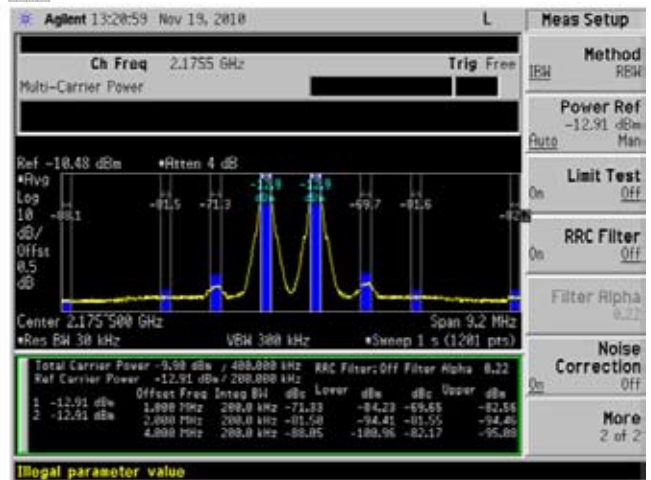 Agilent 13:20:59 Nov 19, 2010 L
Meas Setup
Ch Freq 2.1755 GHz Trig Free
Multi-Carrier Power
Method
IBW RBW
Power Ref
-12.91 dBm
Auto Man
Limit Test
On Off
RRC Filter
On Off
Filter Alpha
0.22
Noise
Correction
On Off
More
2 of 2
Ref -10.48 dBm *Atten 4 dB
*Avg
Log
10
dB/
Offst
0.5
dB
-88.1 -81.5 -71.3 -69.7 -81.6
Center 2.175 500 GHz Span 9.2 MHz
*Res BW 30 kHz VBW 300 kHz *Sweep 1 s (1201 pts)
Total Carrier Power -9.90 dBm / 400.000 kHz RRC Filter: Off Filter Alpha 0.22
Ref Carrier Power -12.91 dBm/ 200.000 kHz
Offset Freq Integ BW dBc Lower dBm dBc Upper dBm
1 -12.91 dBm 1.000 MHz 200.0 kHz -71.33 -84.23 -69.65 -82.56
2 -12.91 dBm 2.000 MHz 200.0 kHz -81.50 -94.41 -81.55 -94.46
4.000 MHz 200.0 kHz -88.05 -100.96 -82.17 -95.08
Illegal parameter value